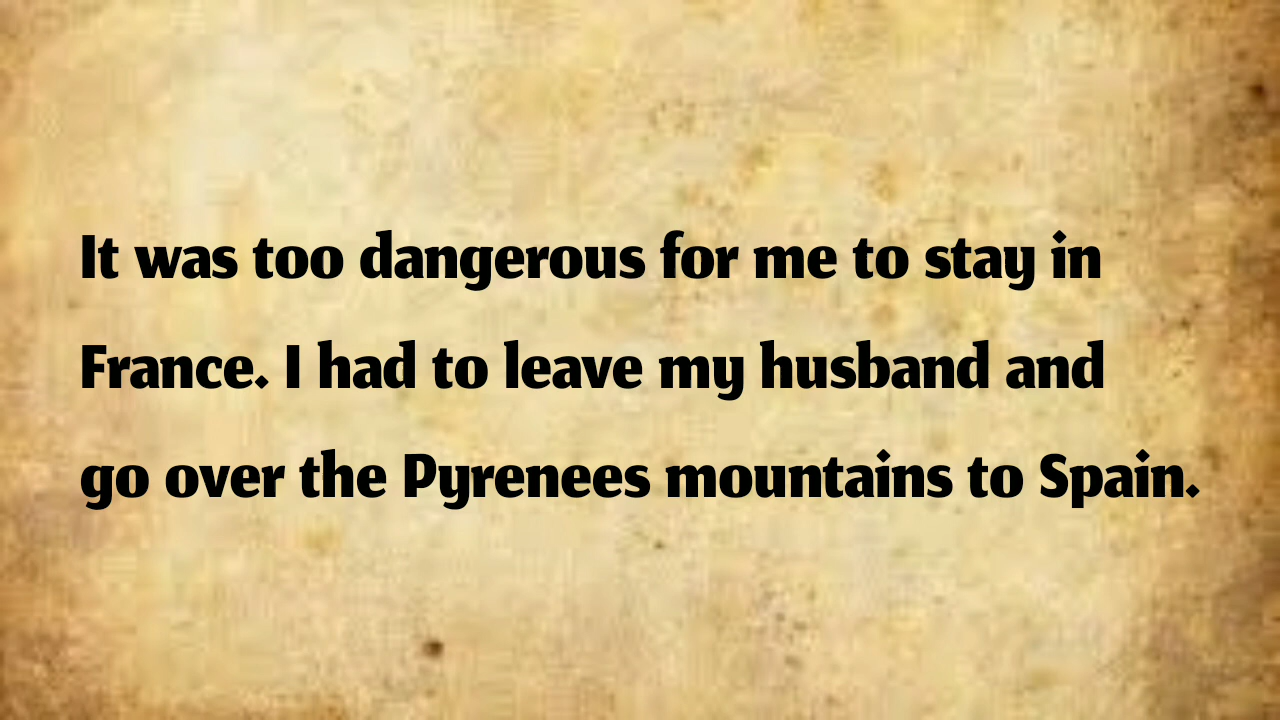 It was too dangerous for me to stay in
France. I had to leave my husband and
go over the Pyrenees mountains to Spain.